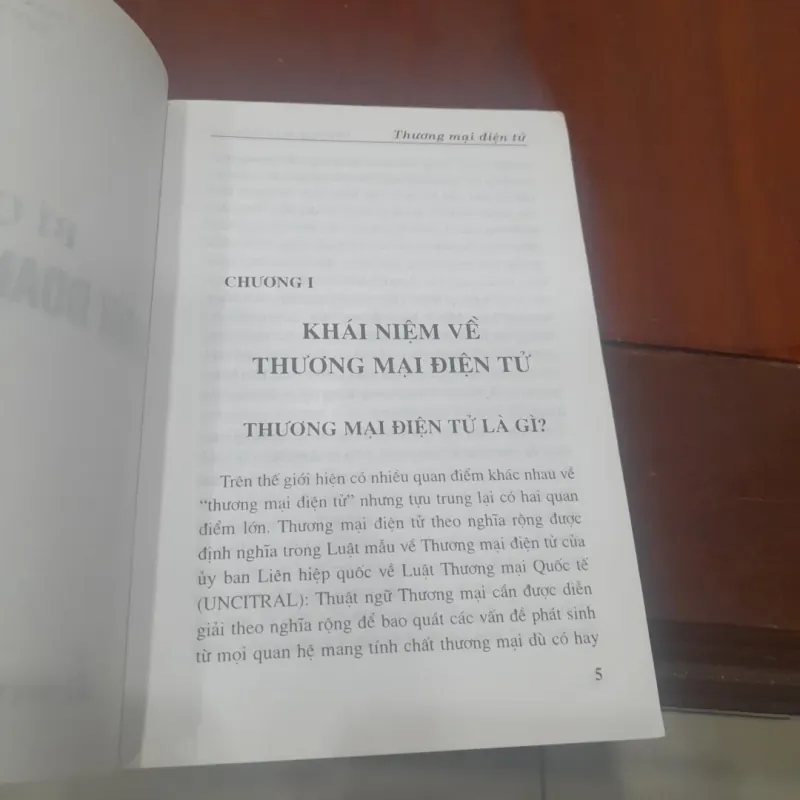 Thương mại điện tử
CHƯƠNG I
KHÁI NIỆM VỀ
THƯƠNG MẠI ĐIỆN TỬ
THƯƠNG MẠI ĐIỆN TỬ LÀ GÌ?
Trên thế giới hiện có nhiều quan điểm khác nhau về
“thương mại điện tử” nhưng tựu trung lại có hai quan
điểm lớn. Thương mại điện tử theo nghĩa rộng được
định nghĩa trong Luật mẫu về Thương mại điện tử của
ủy ban Liên hiệp quốc về Luật Thương mại Quốc tế
(UNCITRAL): Thuật ngữ Thương mại cần được diễn
giải theo nghĩa rộng để bao quát các vấn đề phát sinh
từ mọi quan hệ mang tính chất thương mại dù có hay
5